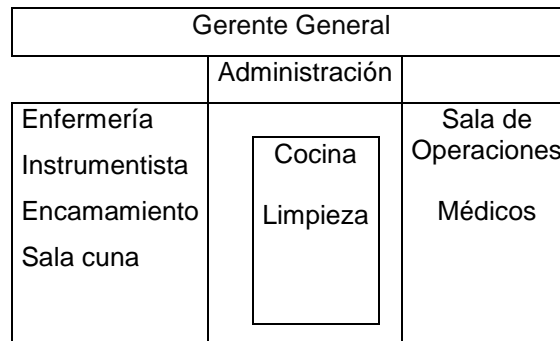 Gerente General
Administración
Enfermería
Instrumentista
Encamamiento
Sala cuna
Cocina
Limpieza
Sala de
Operaciones
Médicos